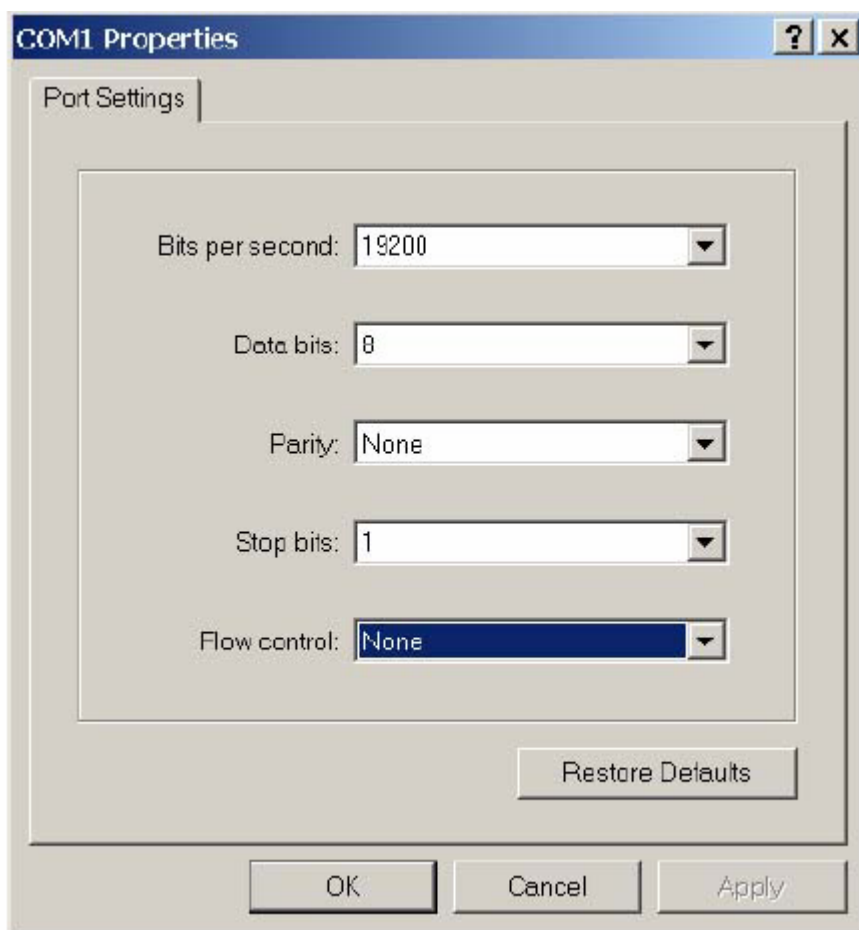 COM1 Properties
Port Settings
Bits per second: 19200
Data bits: 8
Parity: None
Stop bits: 1
Flow control: None
Restore Defaults
OK Cancel Apply